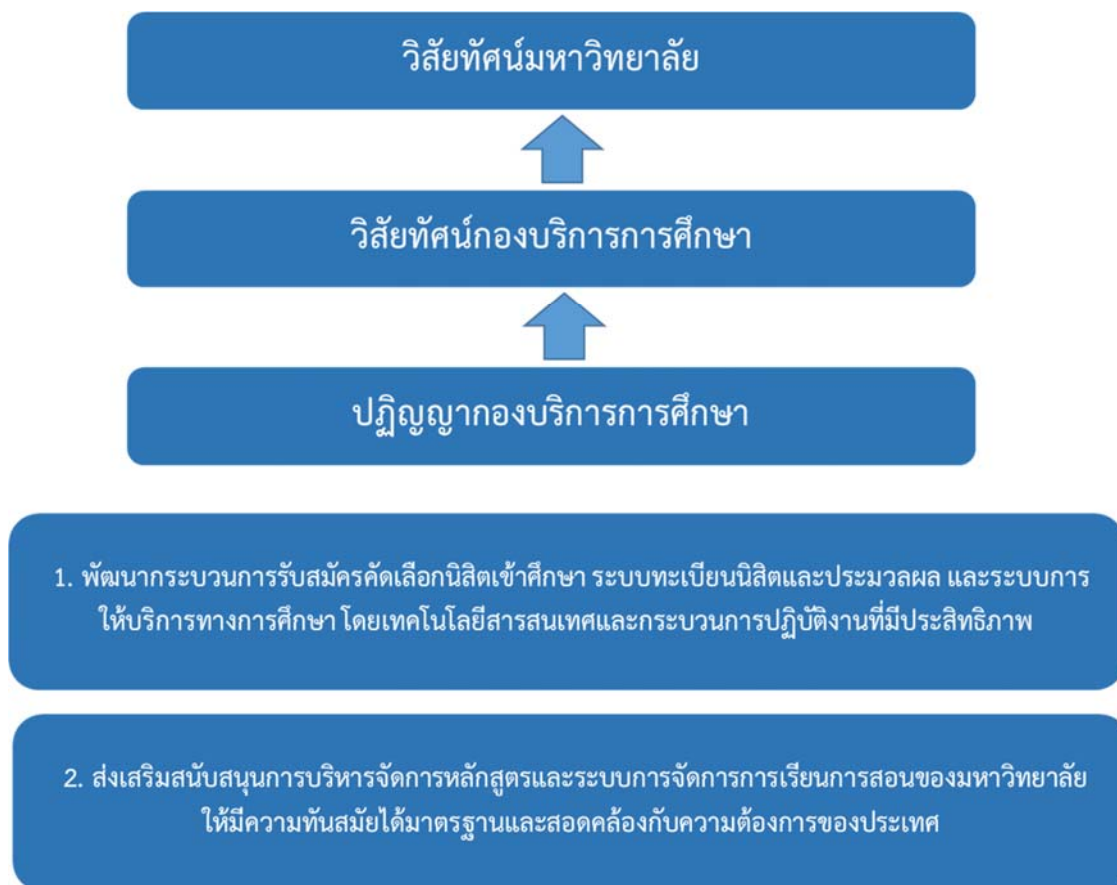 วิสัยทัศน์มหาวิทยาลัย
วิสัยทัศน์กองบริการการศึกษา
ปฏิญญากองบริการการศึกษา
1. พัฒนากระบวนการรับสมัครคัดเลือกนิสิตเข้าศึกษา ระบบทะเบียนนิสิตและประมวลผล และระบบการ
ให้บริการทางการศึกษา โดยเทคโนโลยีสารสนเทศและกระบวนการปฏิบัติงานที่มีประสิทธิภาพ
2. ส่งเสริมสนับสนุนการบริหารจัดการหลักสูตรและระบบการจัดการการเรียนการสอนของมหาวิทยาลัย
ให้มีความทันสมัยได้มาตรฐานและสอดคล้องกับความต้องการของประเทศ